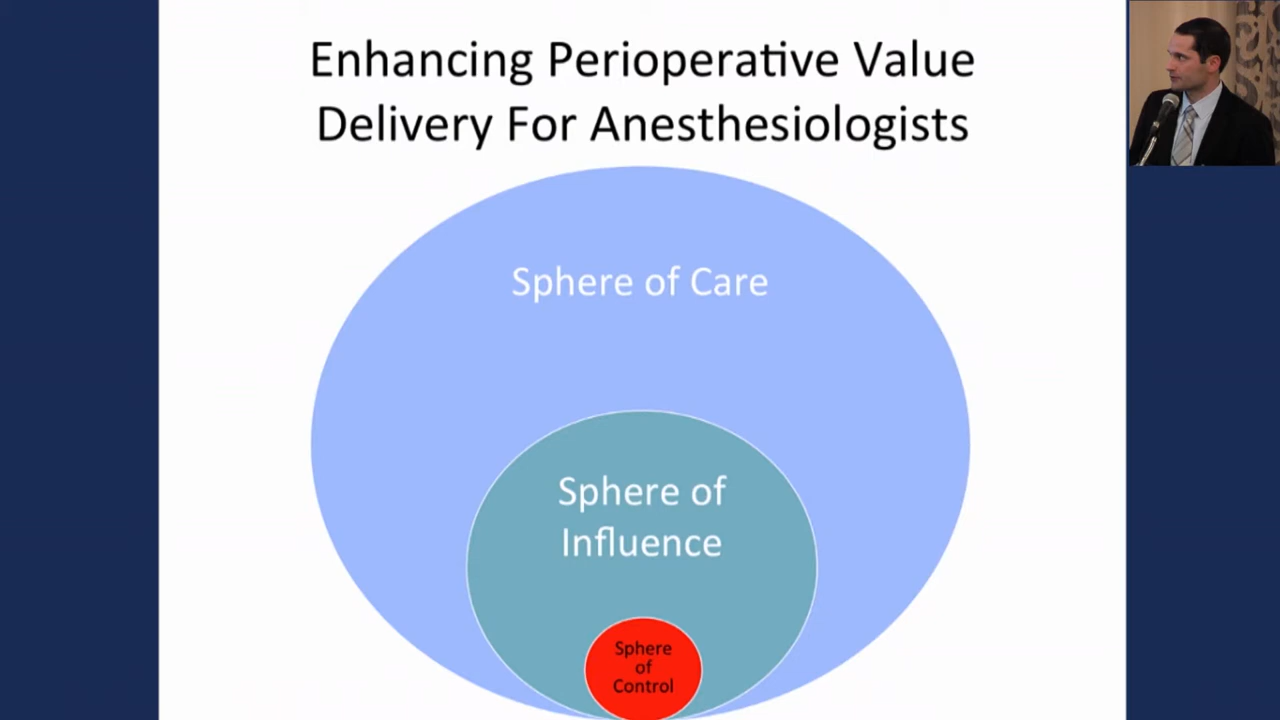 Enhancing Perioperative Value
Delivery For Anesthesiologists
Sphere of Care
Sphere of
Influence
Sphere
of
Control